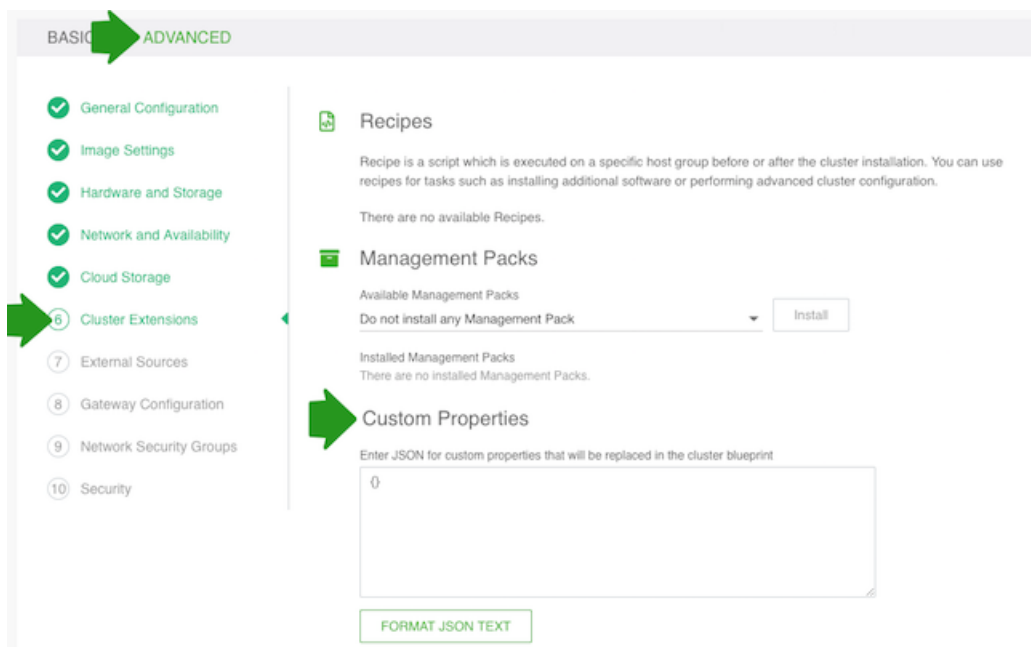 BASIC ADVANCED
General Configuration
Image Settings
Hardware and Storage
Network and Availability
Cloud Storage
6 Cluster Extensions
7 External Sources
8 Gateway Configuration
9 Network Security Groups
10 Security
Recipes
Recipe is a script which is executed on a specific host group before or after the cluster installation. You can use
recipes for tasks such as installing additional software or performing advanced cluster configuration.
There are no available Recipes.
Management Packs
Available Management Packs
Do not install any Management Pack
Install
Installed Management Packs
There are no installed Management Packs.
Custom Properties
Enter JSON for custom properties that will be replaced in the cluster blueprint
{}
FORMAT JSON TEXT